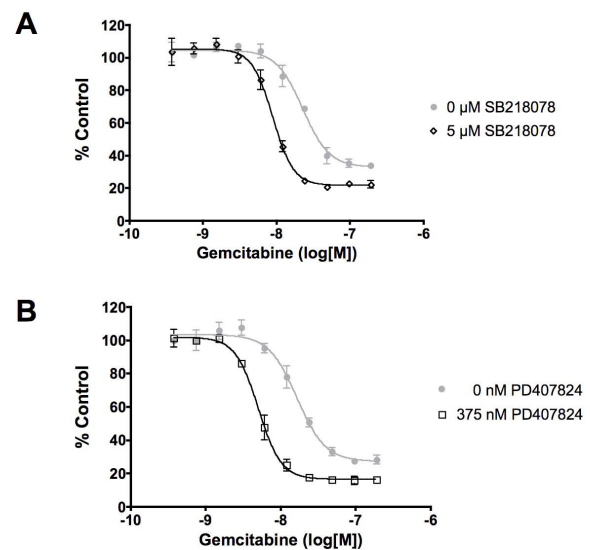 A
120
100
80
60
40
20
0
% Control
-10 -9 -8 -7 -6
Gemcitabine (log[M])
0 µM SB218078
5 µM SB218078
B
120
100
80
60
40
20
0
% Control
-10 -9 -8 -7 -6
Gemcitabine (log[M])
0 nM PD407824
375 nM PD407824